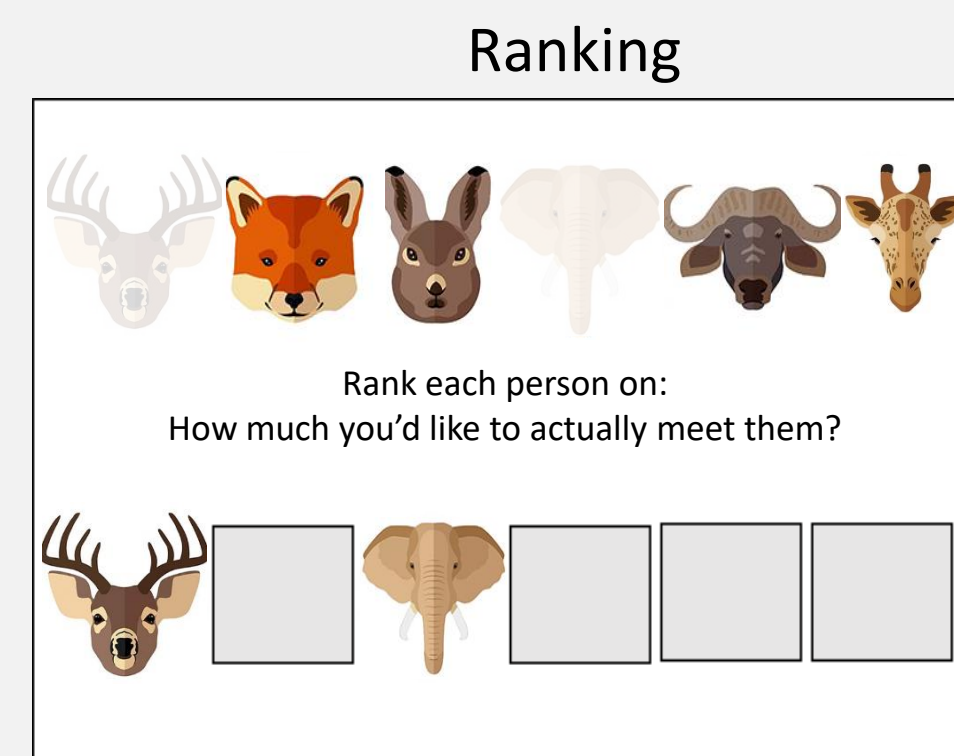 Ranking
Rank each person on:
How much you’d like to actually meet them?